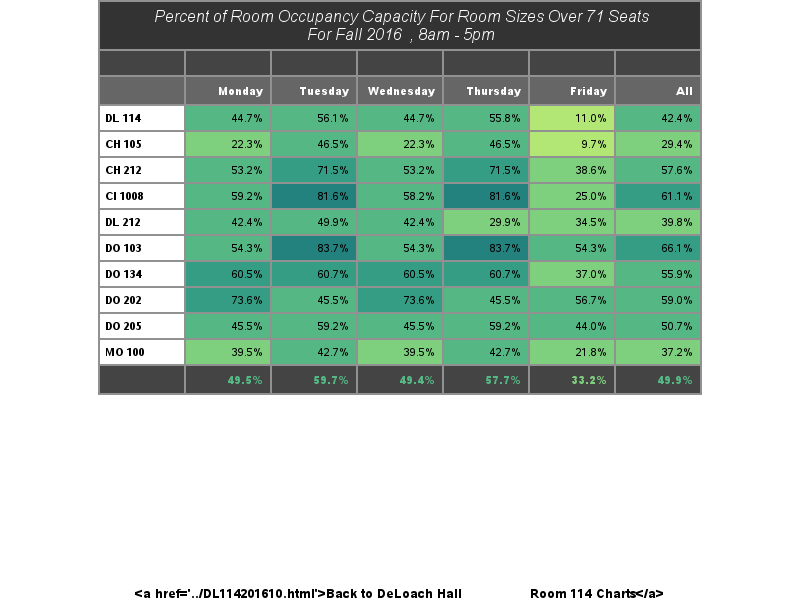 Percent of Room Occupancy Capacity For Room Sizes Over 71 Seats
For Fall 2016 , 8am - 5pm
Monday Tuesday Wednesday Thursday Friday All
DL 114 44.7% 56.1% 44.7% 55.8% 11.0% 42.4%
CH 105 22.3% 46.5% 22.3% 46.5% 9.7% 29.4%
CH 212 53.2% 71.5% 53.2% 71.5% 38.6% 57.6%
CI 1008 59.2% 81.6% 58.2% 81.6% 25.0% 61.1%
DL 212 42.4% 49.9% 42.4% 29.9% 34.5% 39.8%
DO 103 54.3% 83.7% 54.3% 83.7% 54.3% 66.1%
DO 134 60.5% 60.7% 60.5% 60.7% 37.0% 55.9%
DO 202 73.6% 45.5% 73.6% 45.5% 56.7% 59.0%
DO 205 45.5% 59.2% 45.5% 59.2% 44.0% 50.7%
MO 100 39.5% 42.7% 39.5% 42.7% 21.8% 37.2%
49.5% 59.7% 49.4% 57.7% 33.2% 49.9%
<a href='../DL114201610.html'>Back to DeLoach Hall Room 114 Charts</a>